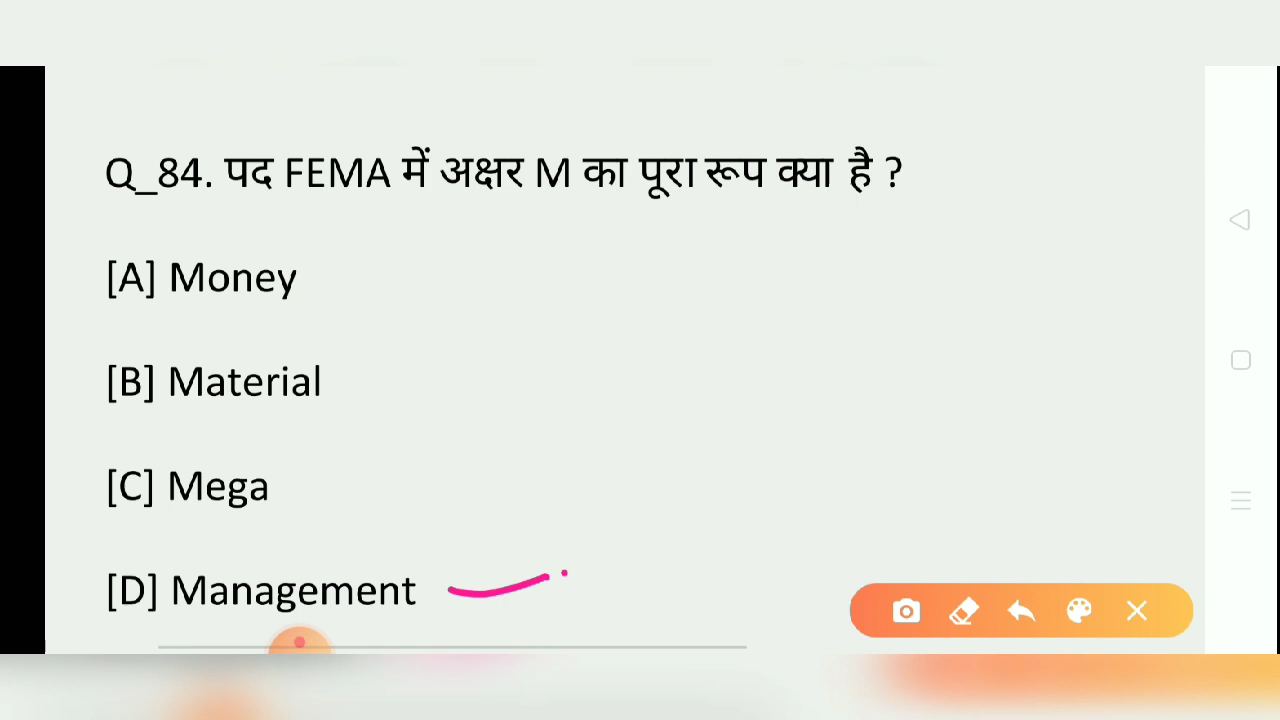 Q_84. पद FEMA में अक्षर M का पूरा रूप क्या है ?
[A] Money
[B] Material
[C] Mega
[D] Management